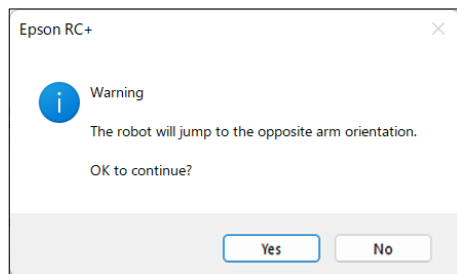 Epson RC+
Warning
The robot will jump to the opposite arm orientation.
OK to continue?
Yes
No